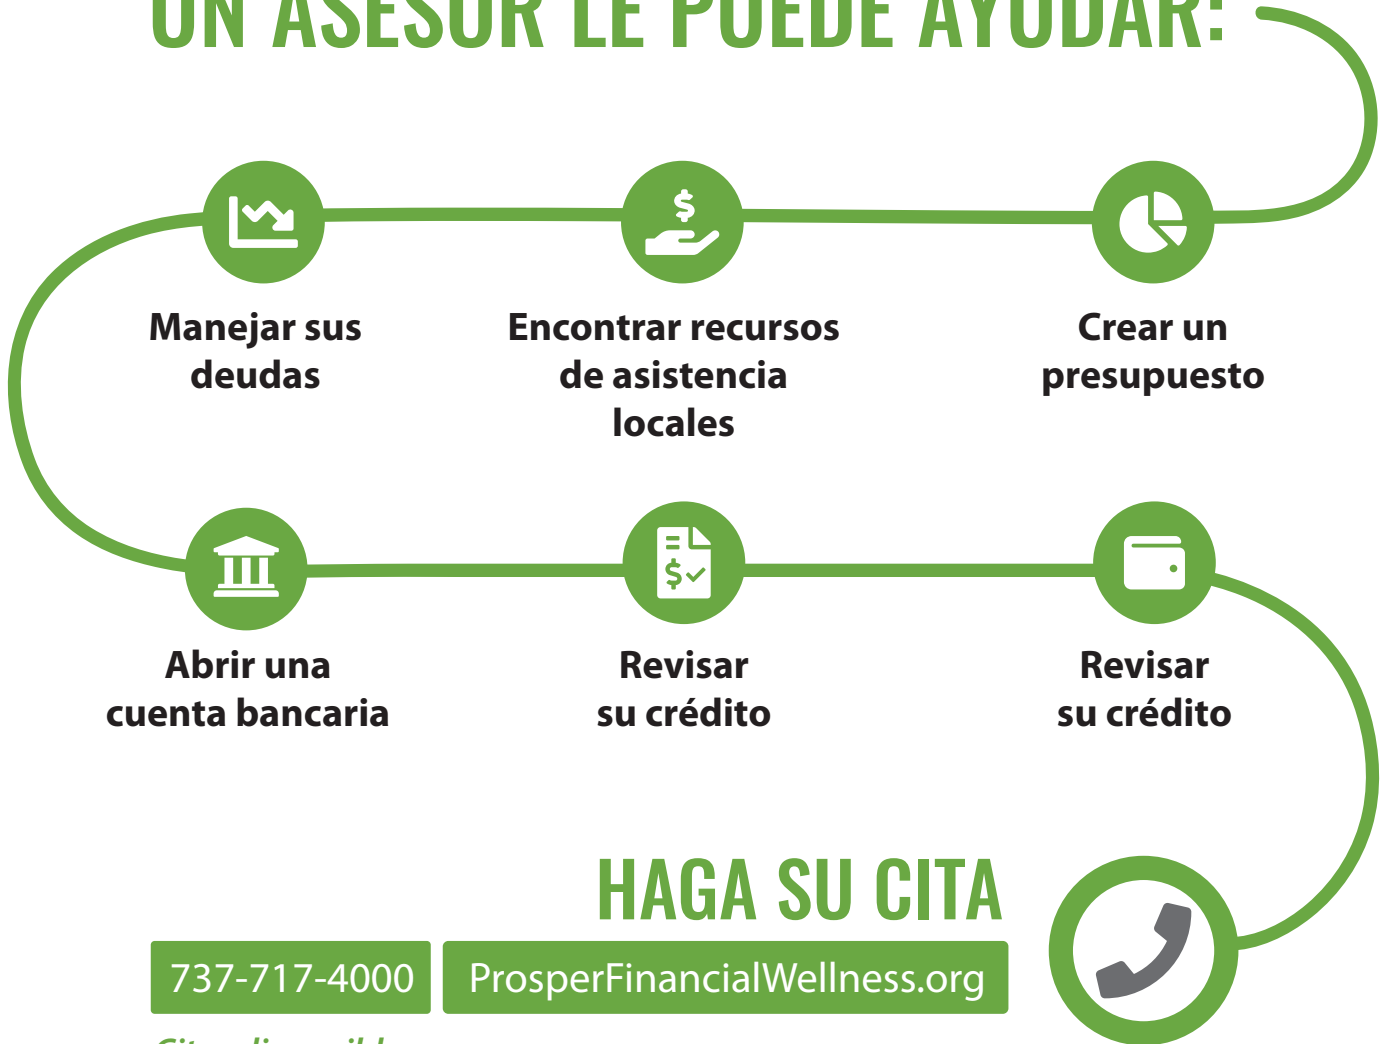 UN ASESOR LE PUEDE AYUDAR:
Manejar sus
deudas
Encontrar recursos
de asistencia
locales
Crear un
presupuesto
Abrir una
cuenta bancaria
Revisar
su crédito
Revisar
su crédito
HAGA SU CITA
737-717-4000
ProsperFinancialWellness.org